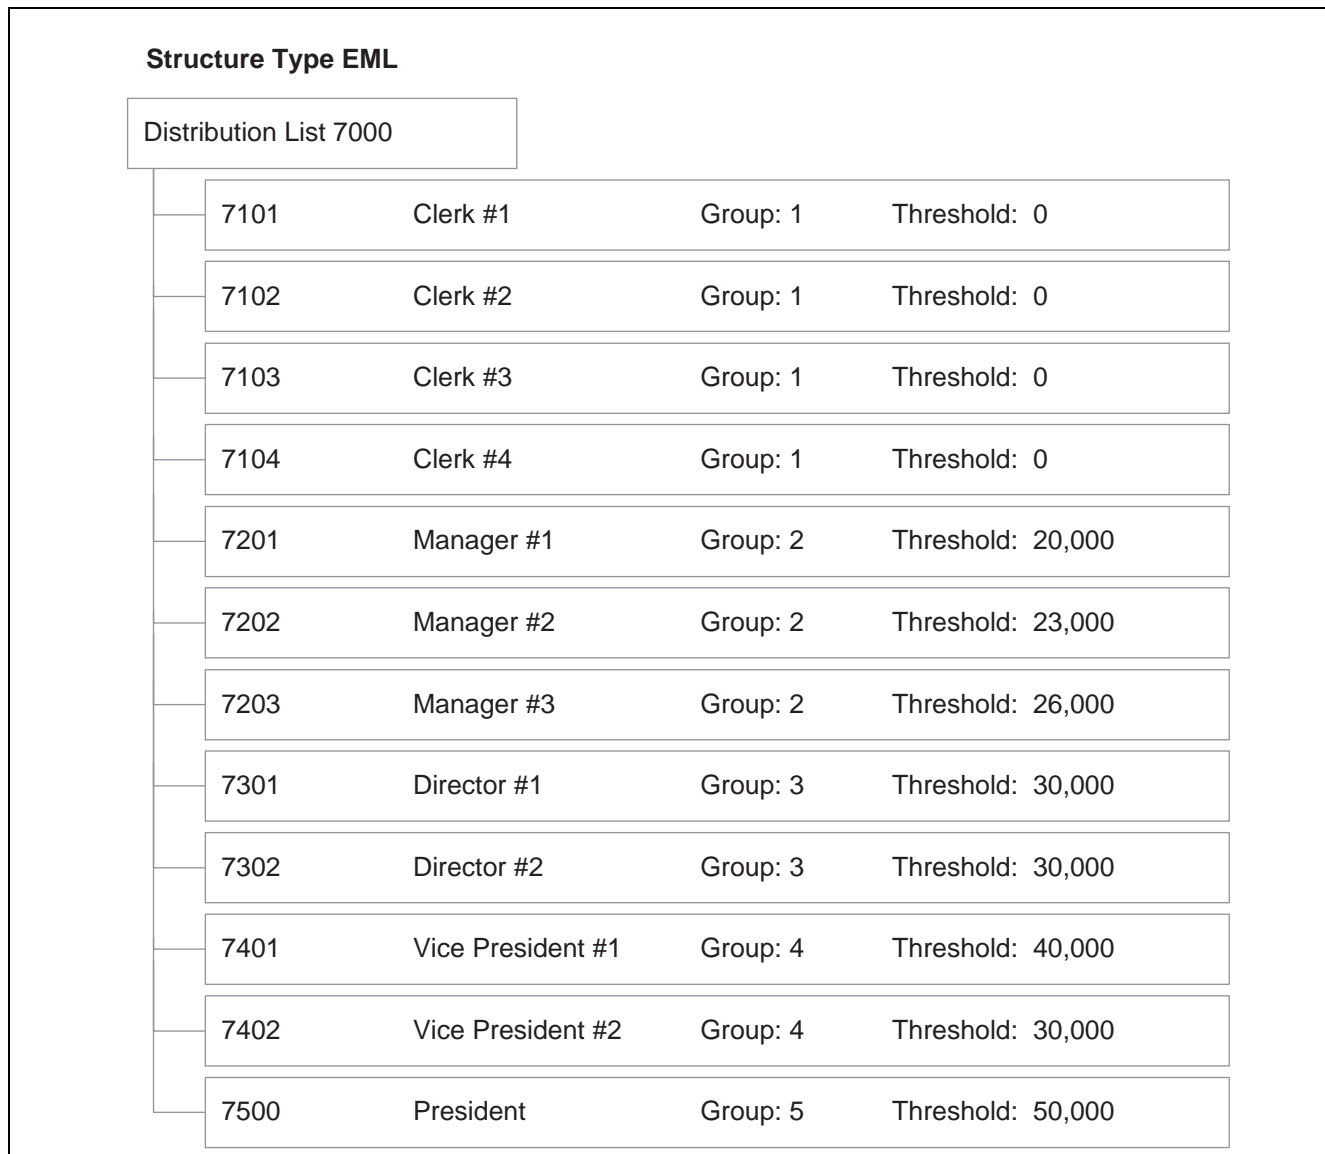 Structure Type EML
Distribution List 7000
7101 Clerk #1 Group: 1 Threshold: 0
7102 Clerk #2 Group: 1 Threshold: 0
7103 Clerk #3 Group: 1 Threshold: 0
7104 Clerk #4 Group: 1 Threshold: 0
7201 Manager #1 Group: 2 Threshold: 20,000
7202 Manager #2 Group: 2 Threshold: 23,000
7203 Manager #3 Group: 2 Threshold: 26,000
7301 Director #1 Group: 3 Threshold: 30,000
7302 Director #2 Group: 3 Threshold: 30,000
7401 Vice President #1 Group: 4 Threshold: 40,000
7402 Vice President #2 Group: 4 Threshold: 30,000
7500 President Group: 5 Threshold: 50,000